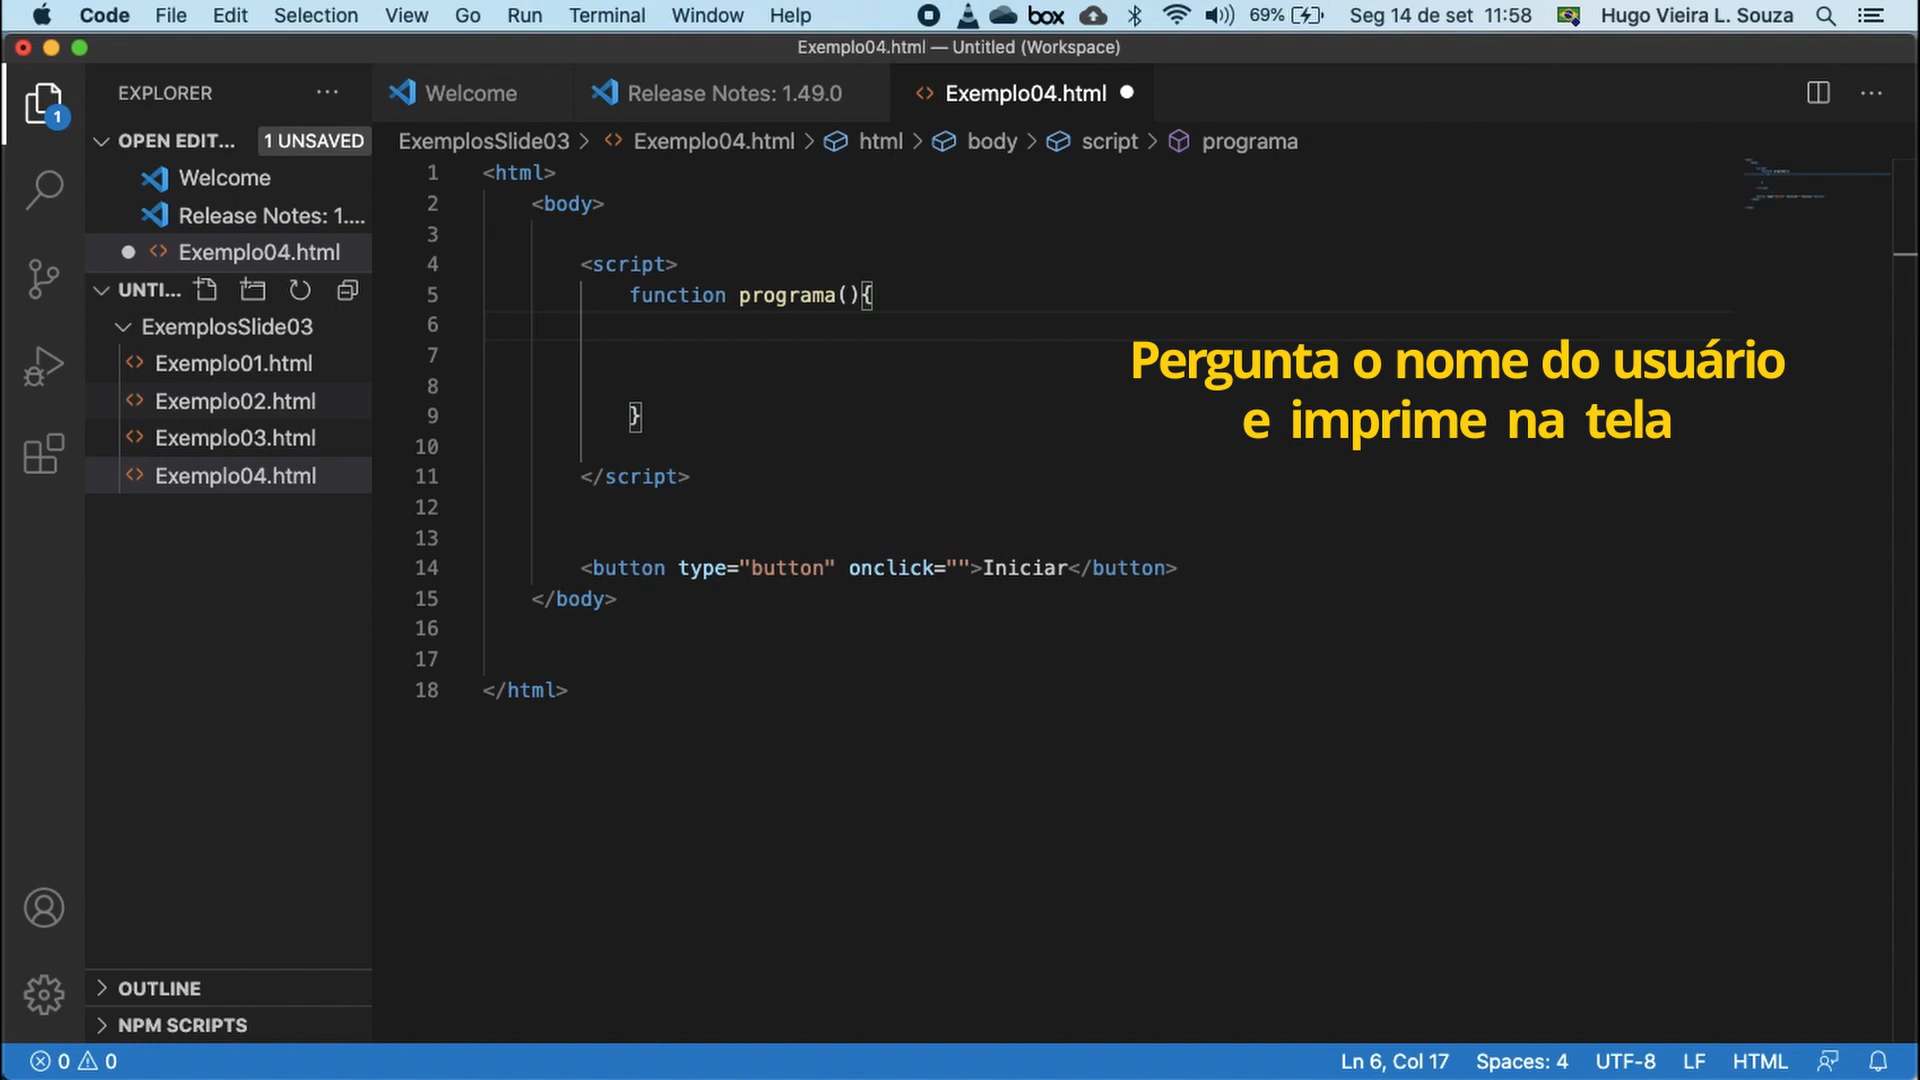 Code File Edit Selection View Go Run Terminal Window Help box 69% Seg 14 de set 11:58 Hugo Vieira L. Souza
Exemplo04.html — Untitled (Workspace)
EXPLORER
Welcome
Release Notes: 1.49.0
Exemplo04.html
1
OPEN EDIT... 1 UNSAVED
Welcome
Release Notes: 1....
Exemplo04.html
UNTI...
ExemplosSlide03
Exemplo01.html
Exemplo02.html
Exemplo03.html
Exemplo04.html
OUTLINE
NPM SCRIPTS
ExemplosSlide03 > Exemplo04.html > html > body > script > programa
1 <html>
2 <body>
3
4 <script>
5 function programa(){
6
7
8
9 }
10
11 </script>
12
13
14 <button type="button" onclick="">Iniciar</button>
15 </body>
16
17
18 </html>
Pergunta o nome do usuário
e imprime na tela
0 0
Ln 6, Col 17 Spaces: 4 UTF-8 LF HTML